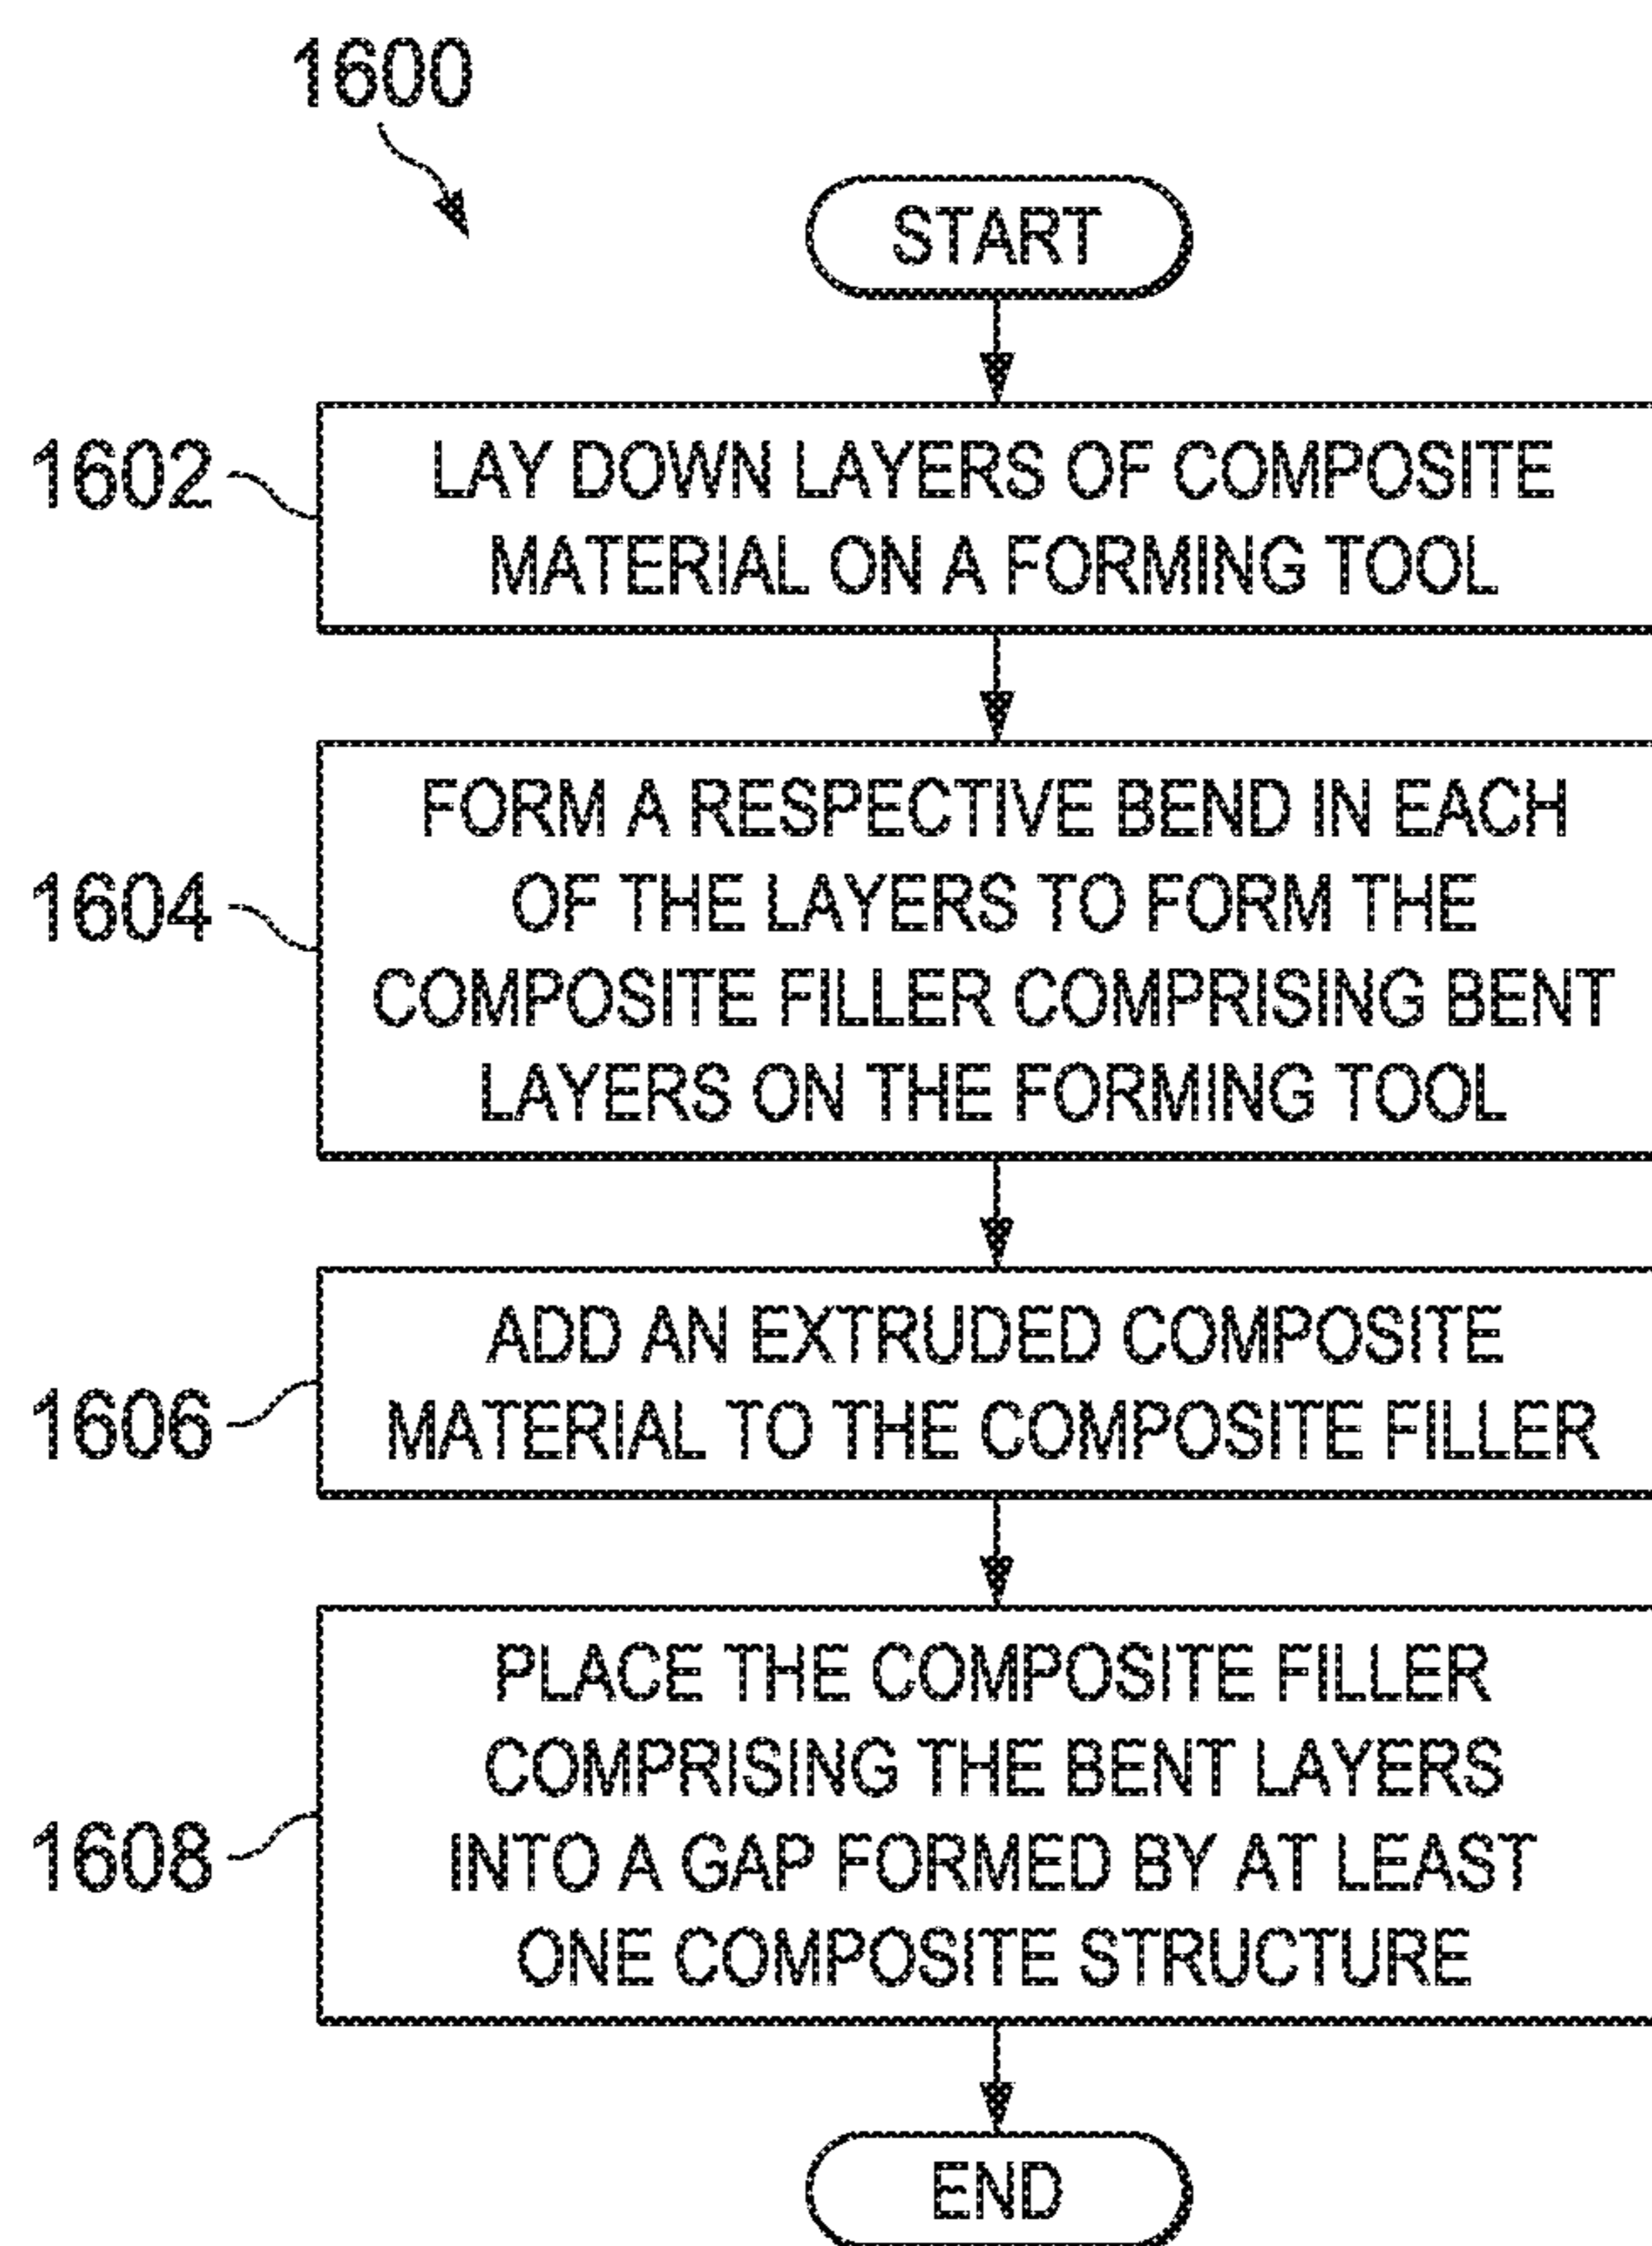 1600
START
1602
LAY DOWN LAYERS OF COMPOSITE
MATERIAL ON A FORMING TOOL
1604
FORM A RESPECTIVE BEND IN EACH
OF THE LAYERS TO FORM THE
COMPOSITE FILLER COMPRISING BENT
LAYERS ON THE FORMING TOOL
1606
ADD AN EXTRUDED COMPOSITE
MATERIAL TO THE COMPOSITE FILLER
1608
PLACE THE COMPOSITE FILLER
COMPRISING THE BENT LAYERS
INTO A GAP FORMED BY AT LEAST
ONE COMPOSITE STRUCTURE
END